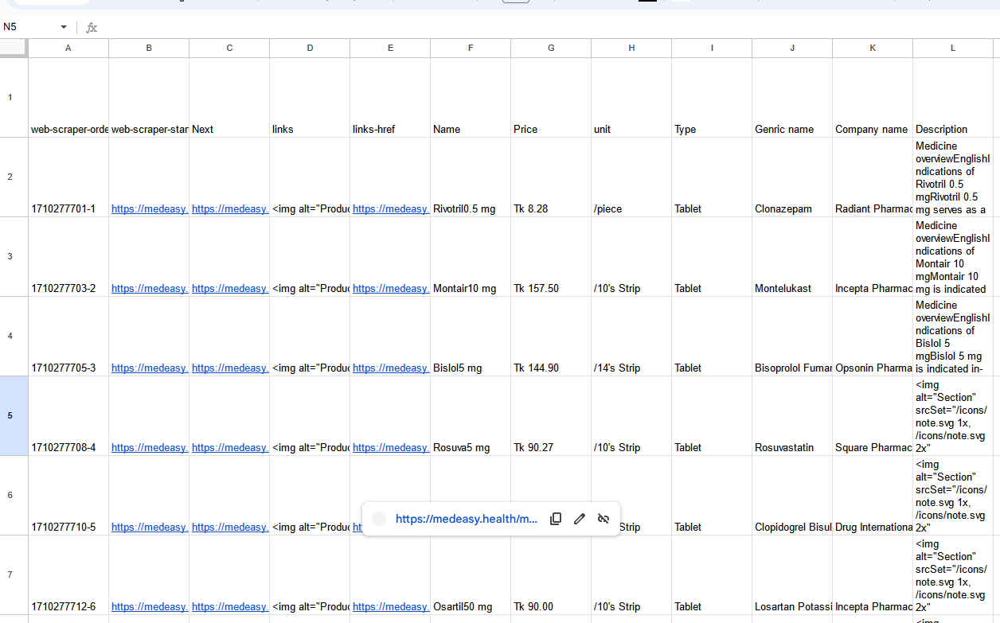 N5
fx
A B C D E F G H I J K L
1 web-scraper-orde web-scraper-star Next links links-href Name Price unit Type Genric name Company name Description
2 1710277701-1 https://medeasy. https://medeasy. <img alt="Produc https://medeasy. Rivotril0.5 mg Tk 8.28 /piece Tablet Clonazepam Radiant Pharmac
Medicine
overviewEnglishI
ndications of
Rivotril 0.5
mgRivotril 0.5
mg serves as a
3 1710277703-2 https://medeasy. https://medeasy. <img alt="Produc https://medeasy. Montair10 mg Tk 157.50 /10's Strip Tablet Montelukast Incepta Pharmac
Medicine
overviewEnglishI
ndications of
Montair 10
mgMontair 10
mg is indicated
4 1710277705-3 https://medeasy. https://medeasy. <img alt="Produc https://medeasy. Bislol5 mg Tk 144.90 /14's Strip Tablet Bisoprolol Fumar Opsonin Pharma
Medicine
overviewEnglishI
ndications of
Bislol 5
mgBislol 5 mg
is indicated in-
5 1710277708-4 https://medeasy. https://medeasy. <img alt="Produc https://medeasy. Rosuva5 mg Tk 90.27 /10's Strip Tablet Rosuvastatin Square Pharmac
<img
alt="Section"
srcSet="/icons/
note.svg 1x,
/icons/note.svg
2x"
6 1710277710-5 https://medeasy. https://medeasy. <img alt="Produc ht Strip Tablet Clopidogrel Bisul Drug Internationa
<img
alt="Section"
srcSet="/icons/
note.svg 1x,
/icons/note.svg
2x"
https://medeasy.health/m...
7 1710277712-6 https://medeasy. https://medeasy. <img alt="Produc https://medeasy. Osartil50 mg Tk 90.00 /10's Strip Tablet Losartan Potassi Incepta Pharmac
<img
alt="Section"
srcSet="/icons/
note.svg 1x,
/icons/note.svg
2x"